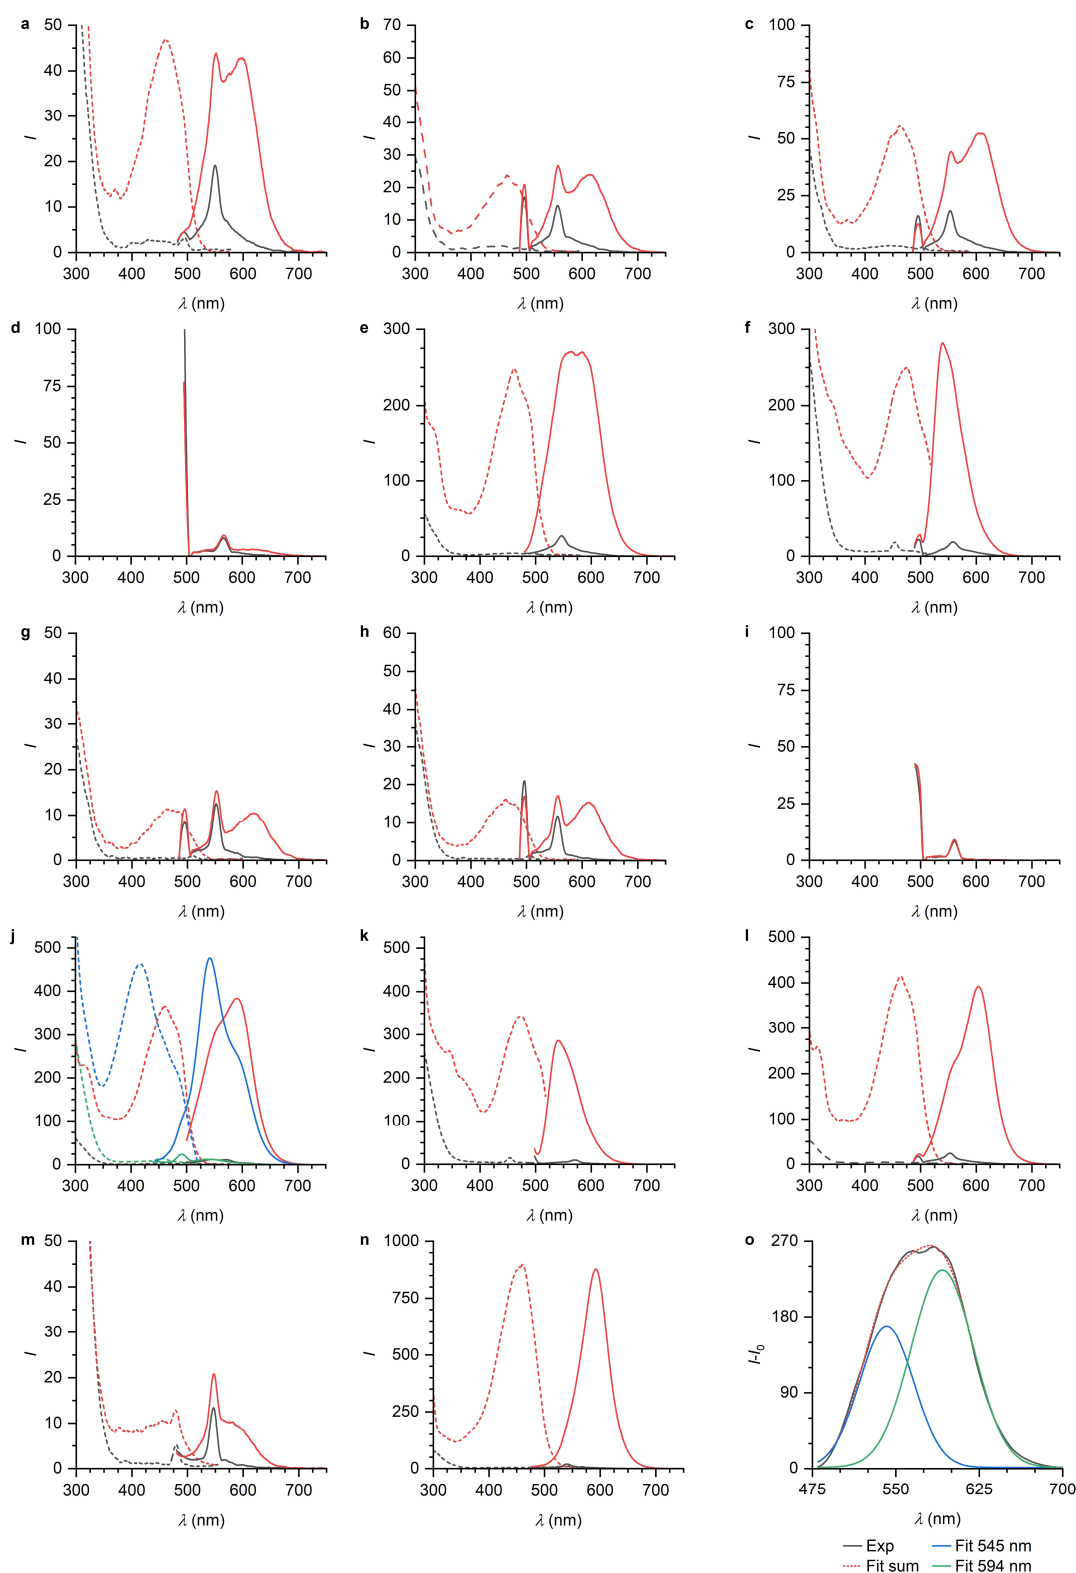 a
50
40
30
20
10
0
I
300 400 500 600 700
λ (nm)
b
70
60
50
40
30
20
10
0
I
300 400 500 600 700
λ (nm)
c
100
75
50
25
0
I
300 400 500 600 700
λ (nm)
d
100
75
50
25
0
I
300 400 500 600 700
λ (nm)
e
300
200
100
0
I
300 400 500 600 700
λ (nm)
f
300
200
100
0
I
300 400 500 600 700
λ (nm)
g
50
40
30
20
10
0
I
300 400 500 600 700
λ (nm)
h
60
50
40
30
20
10
0
I
300 400 500 600 700
λ (nm)
i
100
75
50
25
0
I
300 400 500 600 700
λ (nm)
j
500
400
300
200
100
0
I
300 400 500 600 700
λ (nm)
k
500
400
300
200
100
0
I
300 400 500 600 700
λ (nm)
l
500
400
300
200
100
0
I
300 400 500 600 700
λ (nm)
m
50
40
30
20
10
0
I
300 400 500 600 700
λ (nm)
n
1000
750
500
250
0
I
300 400 500 600 700
λ (nm)
o
270
180
90
0
I-I₀
475 550 625 700
λ (nm)
Exp Fit 545 nm
Fit sum Fit 594 nm